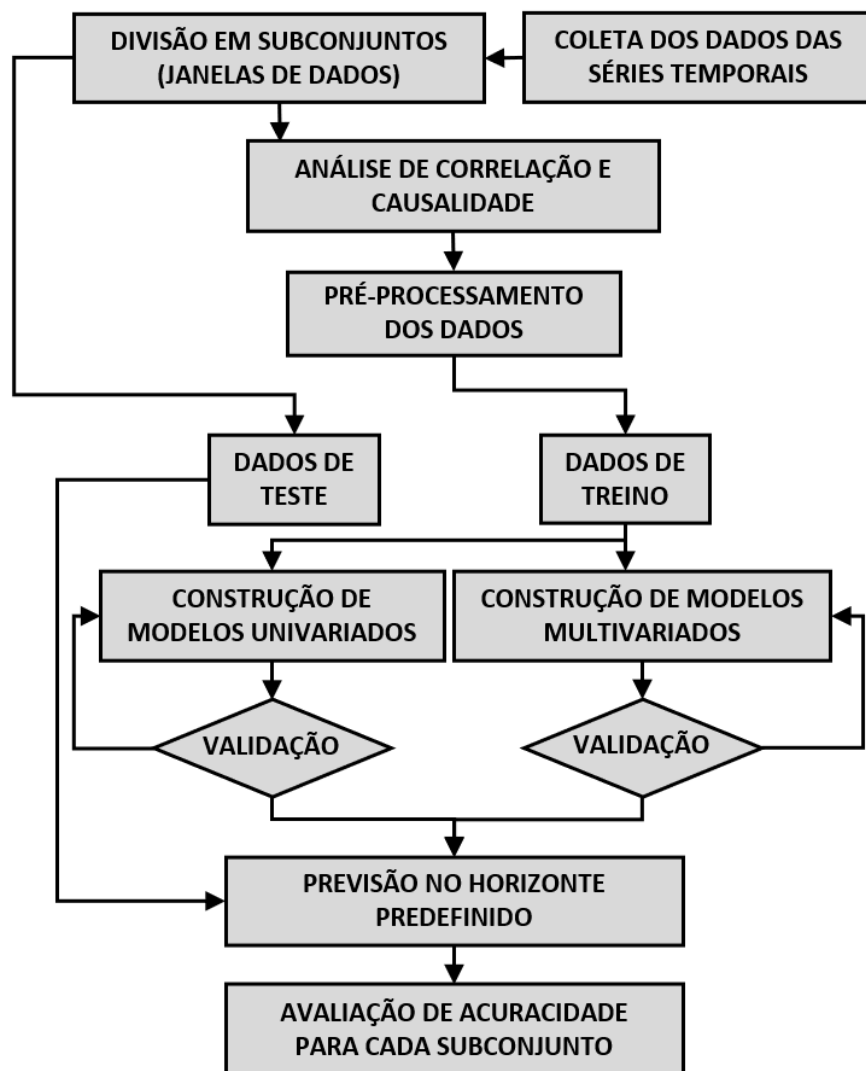 DIVISÃO EM SUBCONJUNTOS
(JANELAS DE DADOS)
COLETA DOS DADOS DAS
SÉRIES TEMPORAIS
ANÁLISE DE CORRELAÇÃO E
CAUSALIDADE
PRÉ-PROCESSAMENTO
DOS DADOS
DADOS DE
TESTE
DADOS DE
TREINO
CONSTRUÇÃO DE
MODELOS UNIVARIADOS
CONSTRUÇÃO DE MODELOS
MULTIVARIADOS
VALIDAÇÃO
VALIDAÇÃO
PREVISÃO NO HORIZONTE
PREDEFINIDO
AVALIAÇÃO DE ACURACIDADE
PARA CADA SUBCONJUNTO